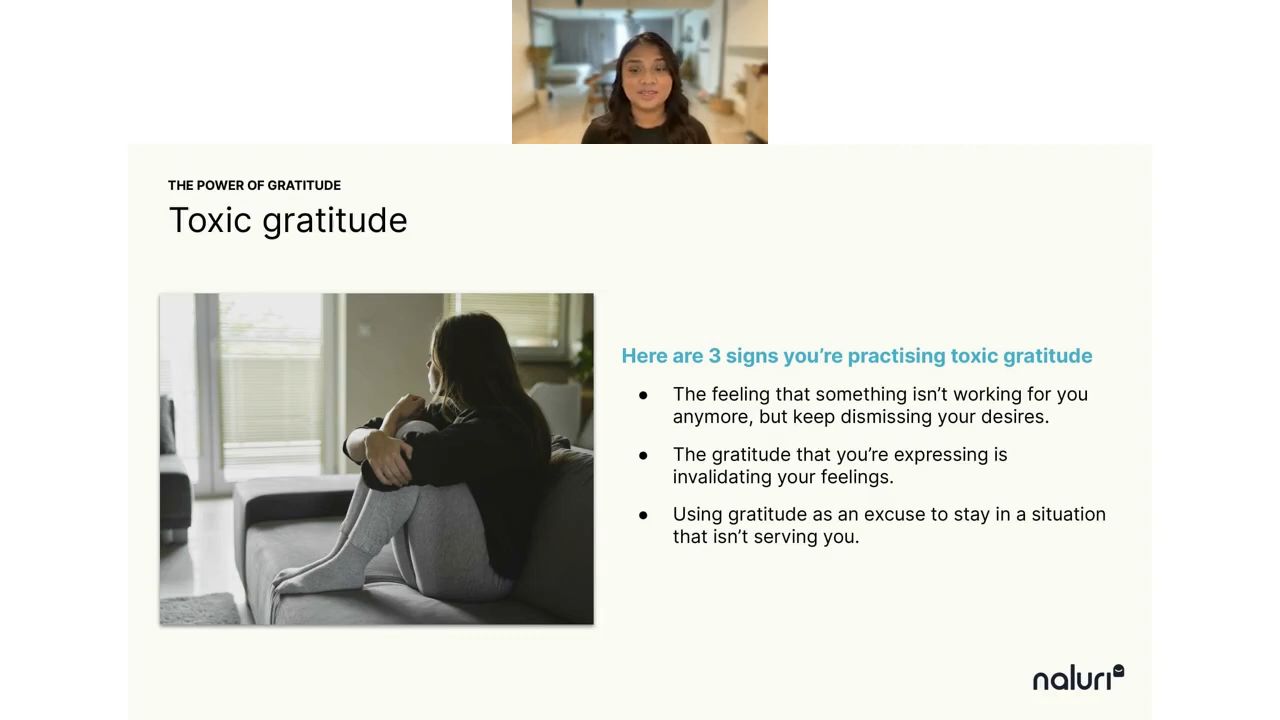 THE POWER OF GRATITUDE
Toxic gratitude
Here are 3 signs you’re practising toxic gratitude
● The feeling that something isn’t working for you
anymore, but keep dismissing your desires.
● The gratitude that you’re expressing is
invalidating your feelings.
● Using gratitude as an excuse to stay in a situation
that isn’t serving you.
naluri